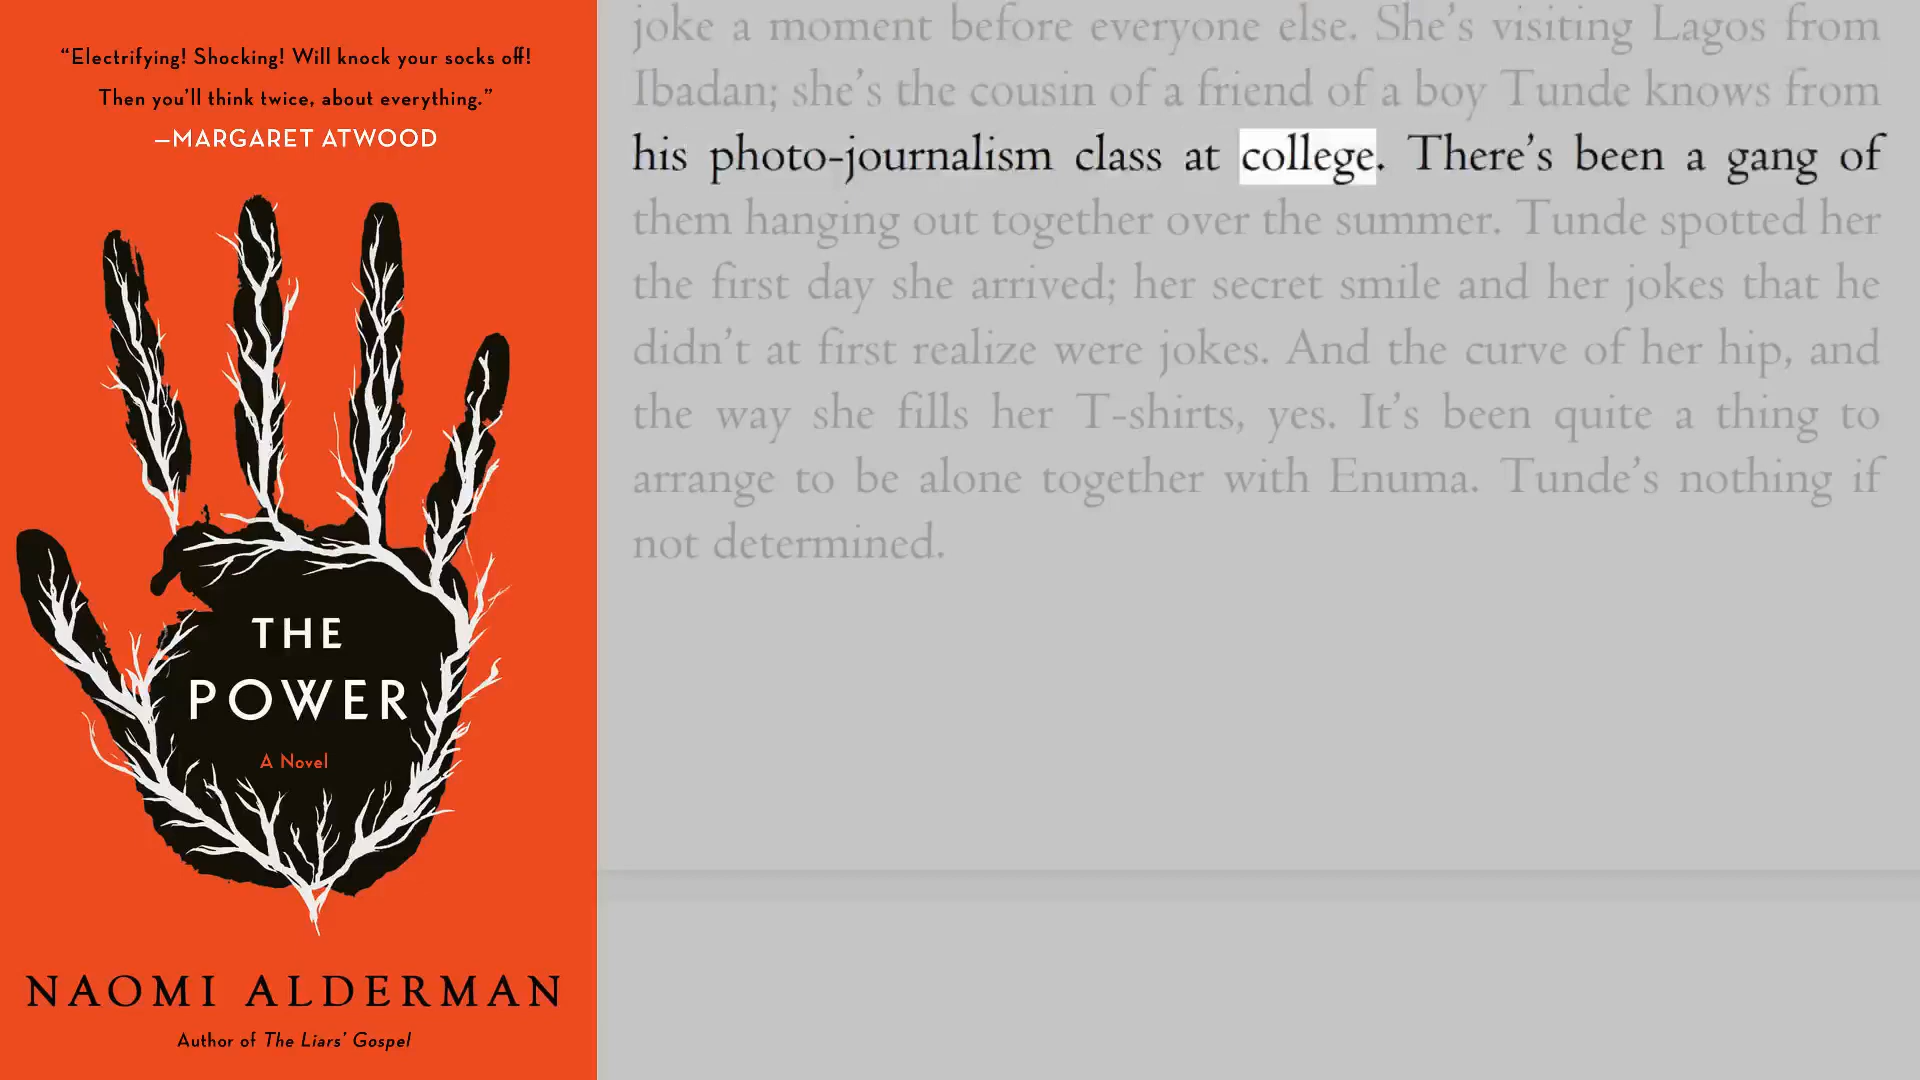 “Electrifying! Shocking! Will knock your socks off!
Then you’ll think twice, about everything.”
—MARGARET ATWOOD
THE
POWER
A Novel
NAOMI ALDERMAN
Author of The Liars’ Gospel
joke a moment before everyone else. She’s visiting Lagos from
Ibadan; she’s the cousin of a friend of a boy Tunde knows from
his photo-journalism class at college. There’s been a gang of
them hanging out together over the summer. Tunde spotted her
the first day she arrived; her secret smile and her jokes that he
didn’t at first realize were jokes. And the curve of her hip, and
the way she fills her T-shirts, yes. It’s been quite a thing to
arrange to be alone together with Enuma. Tunde’s nothing if
not determined.